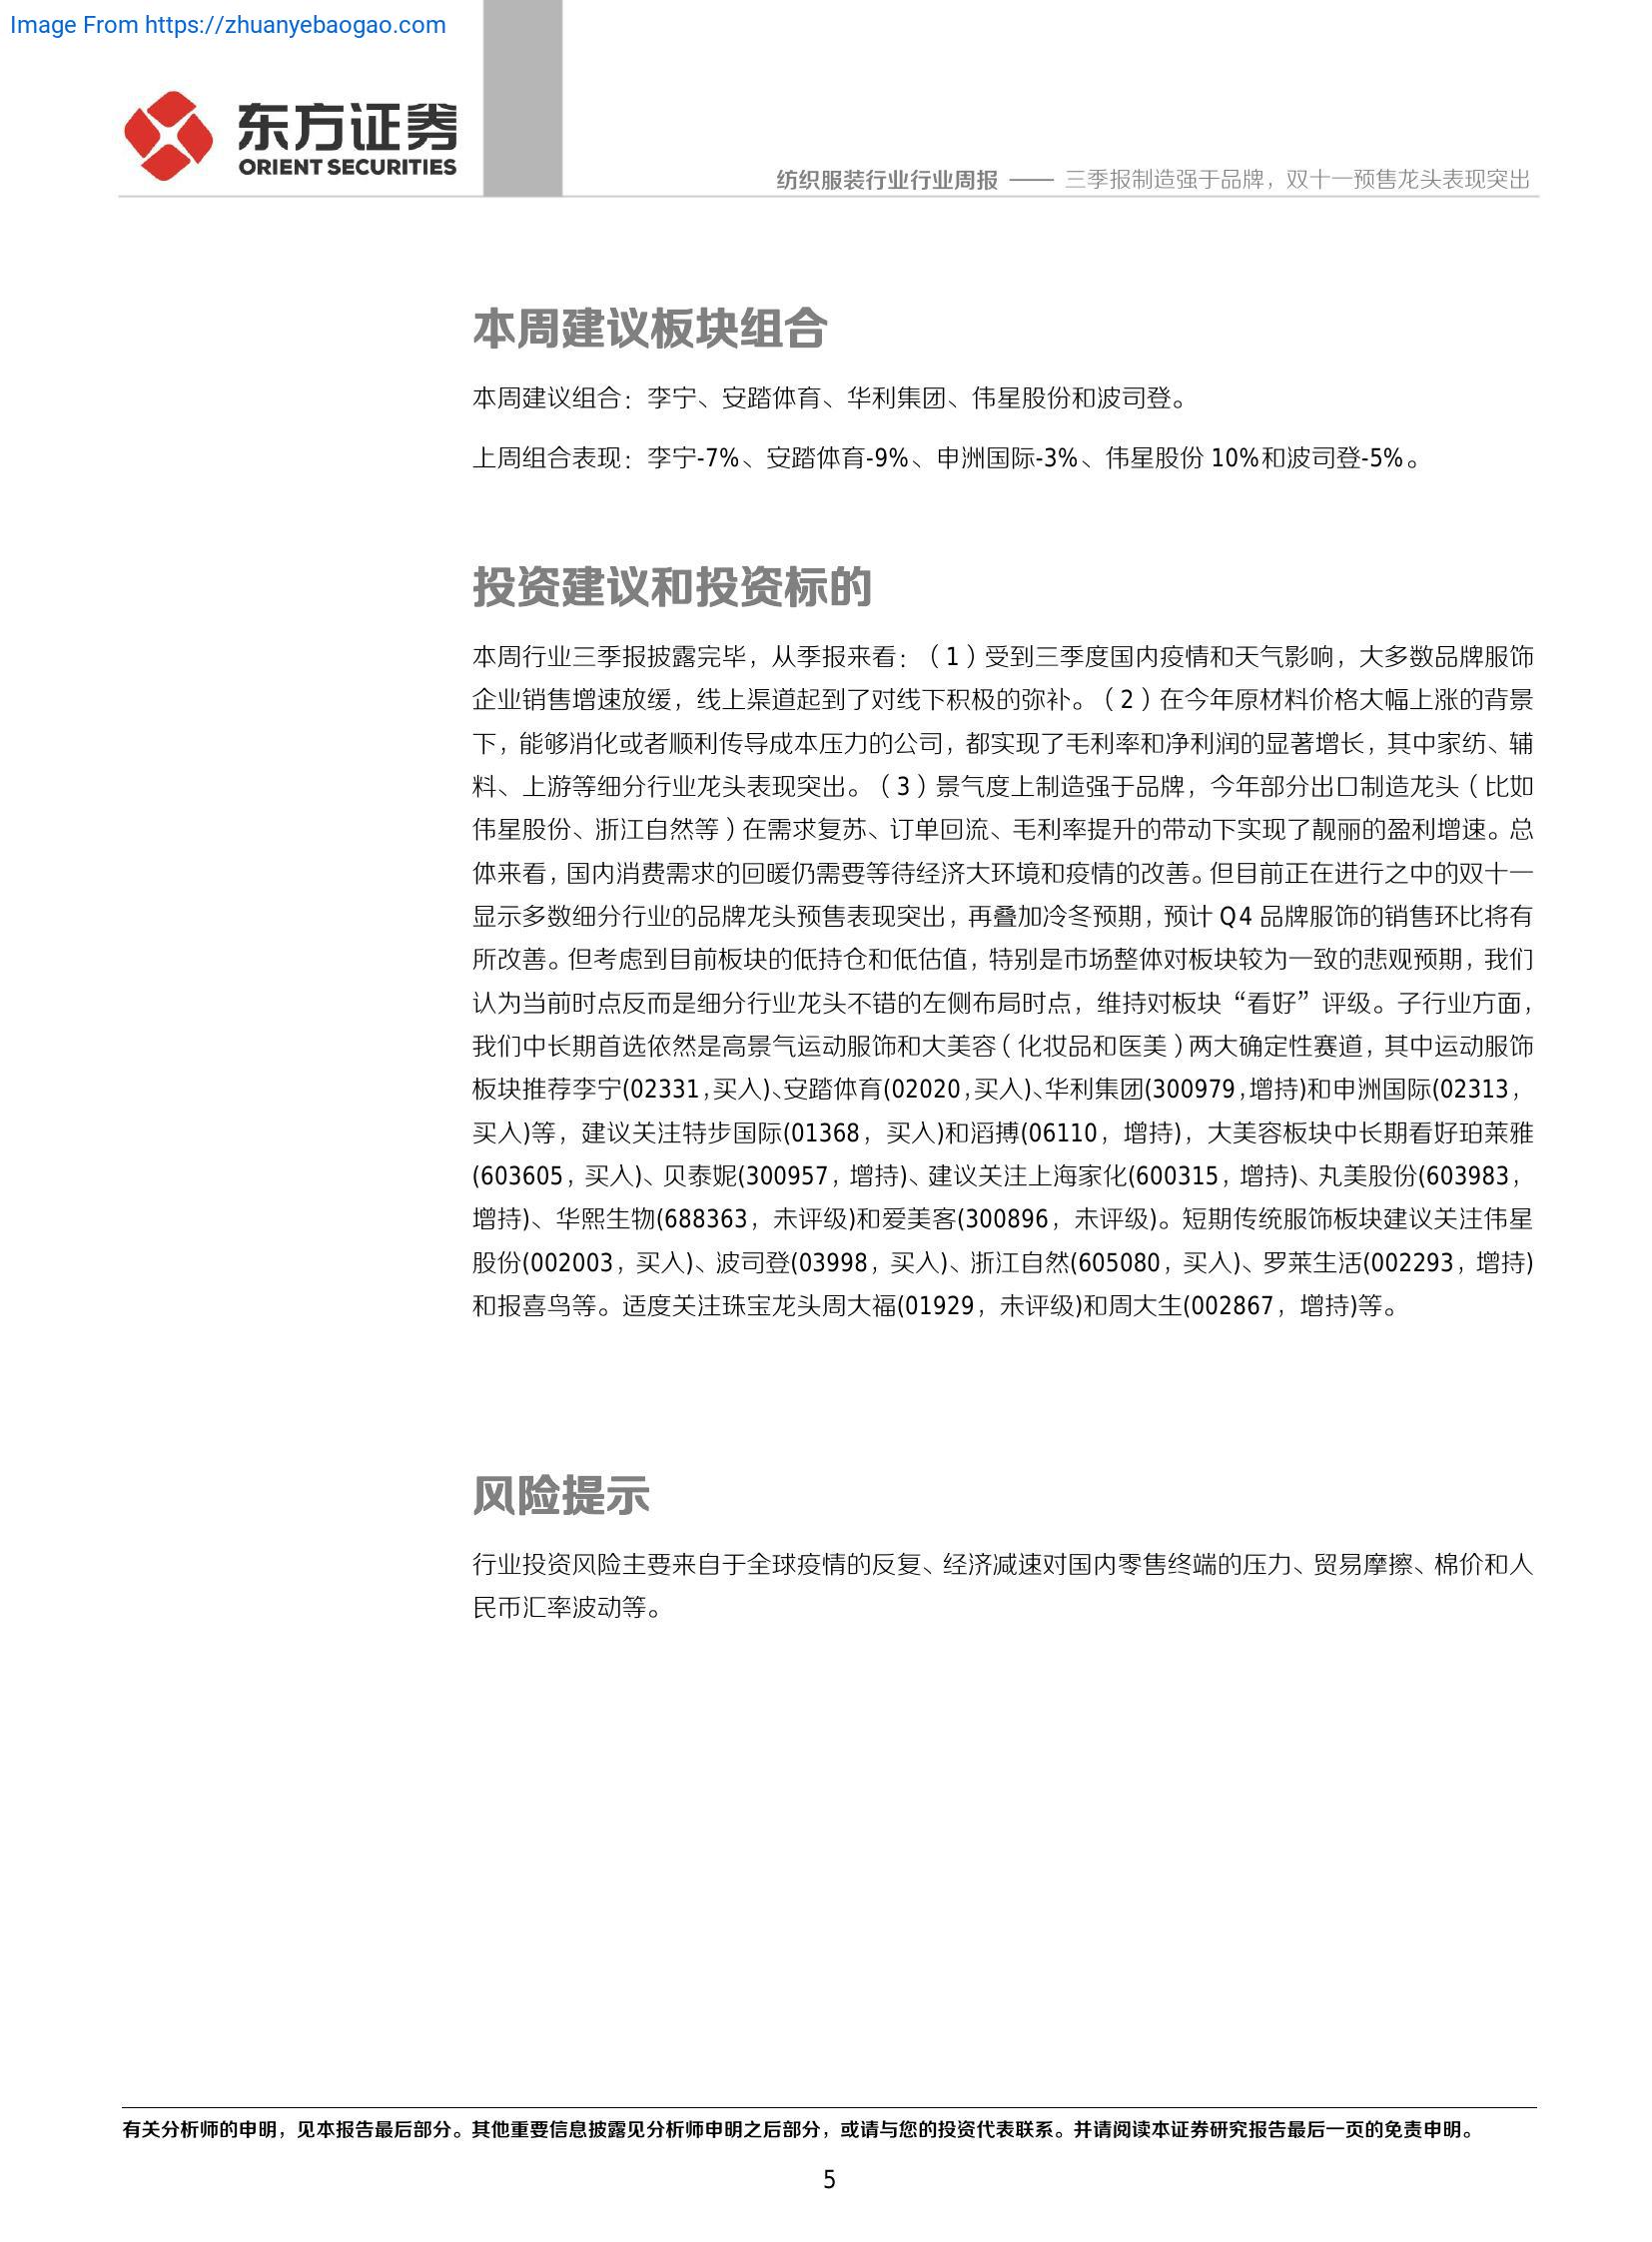 Image From https://zhuanyebaogao.com
东方证券
ORIENT SECURITIES
纺织服装行业行业周报 —— 三季报制造强于品牌，双十一预售龙头表现突出
本周建议板块组合
本周建议组合：李宁、安踏体育、华利集团、伟星股份和波司登。
上周组合表现：李宁-7%、安踏体育-9%、申洲国际-3%、伟星股份 10%和波司登-5%。
投资建议和投资标的
本周行业三季报披露完毕，从季报来看：（1）受到三季度国内疫情和天气影响，大多数品牌服饰
企业销售增速放缓，线上渠道起到了对线下积极的弥补。（2）在今年原材料价格大幅上涨的背景
下，能够消化或者顺利传导成本压力的公司，都实现了毛利率和净利润的显著增长，其中家纺、辅
料、上游等细分行业龙头表现突出。（3）景气度上制造强于品牌，今年部分出口制造龙头（比如
伟星股份、浙江自然等）在需求复苏、订单回流、毛利率提升的带动下实现了靓丽的盈利增速。总
体来看，国内消费需求的回暖仍需要等待经济大环境和疫情的改善。但目前正在进行之中的双十一
显示多数细分行业的品牌龙头预售表现突出，再叠加冷冬预期，预计 Q4 品牌服饰的销售环比将有
所改善。但考虑到目前板块的低持仓和低估值，特别是市场整体对板块较为一致的悲观预期，我们
认为当前时点反而是细分行业龙头不错的左侧布局时点，维持对板块“看好”评级。子行业方面，
我们中长期首选依然是高景气运动服饰和大美容（化妆品和医美）两大确定性赛道，其中运动服饰
板块推荐李宁(02331，买入)、安踏体育(02020，买入)、华利集团(300979，增持)和申洲国际(02313，
买入)等，建议关注特步国际(01368，买入)和滔搏(06110，增持)，大美容板块中长期看好珀莱雅
(603605，买入)、贝泰妮(300957，增持)、建议关注上海家化(600315，增持)、丸美股份(603983，
增持)、华熙生物(688363，未评级)和爱美客(300896，未评级)。短期传统服饰板块建议关注伟星
股份(002003，买入)、波司登(03998，买入)、浙江自然(605080，买入)、罗莱生活(002293，增持)
和报喜鸟等。适度关注珠宝龙头周大福(01929，未评级)和周大生(002867，增持)等。
风险提示
行业投资风险主要来自于全球疫情的反复、经济减速对国内零售终端的压力、贸易摩擦、棉价和人
民币汇率波动等。
有关分析师的申明，见本报告最后部分。其他重要信息披露见分析师申明之后部分，或请与您的投资代表联系。并请阅读本证券研究报告最后一页的免责申明。
5